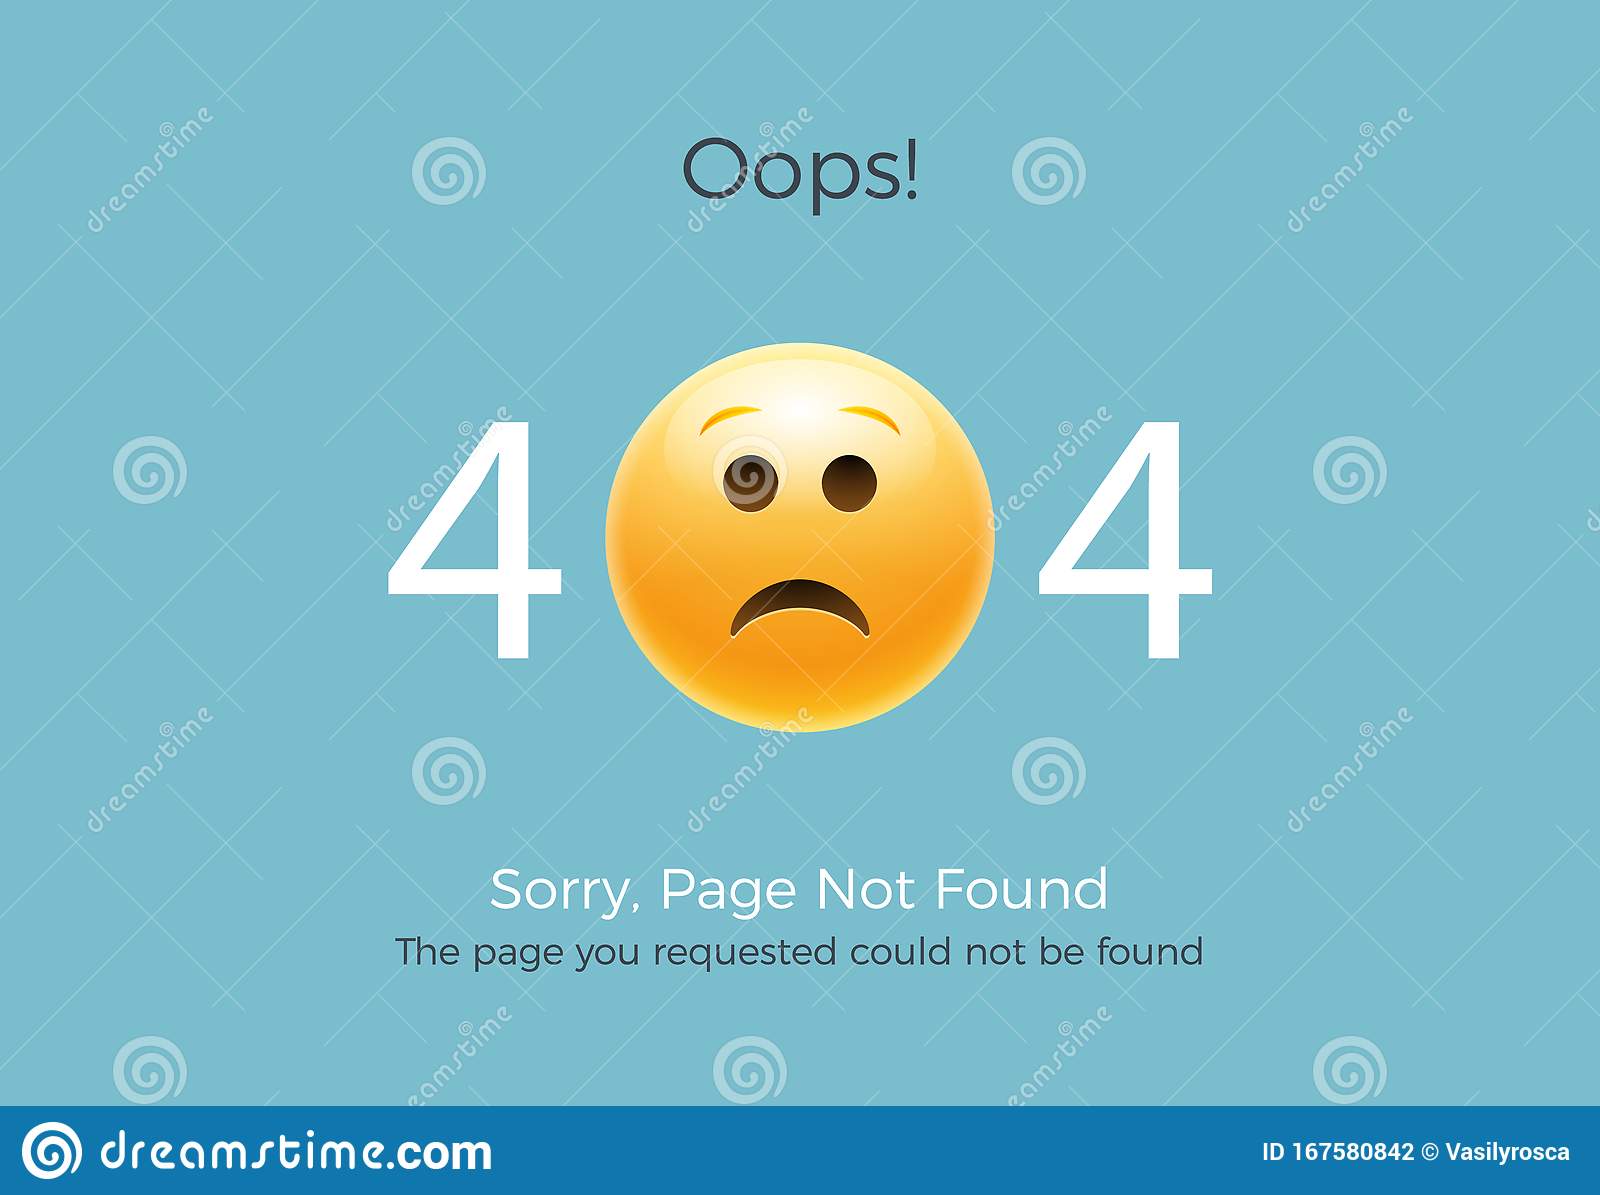 Oops!
4 4
Sorry, Page Not Found
The page you requested could not be found
dreamstime.com
ID 167580842 © Vasilyrosca